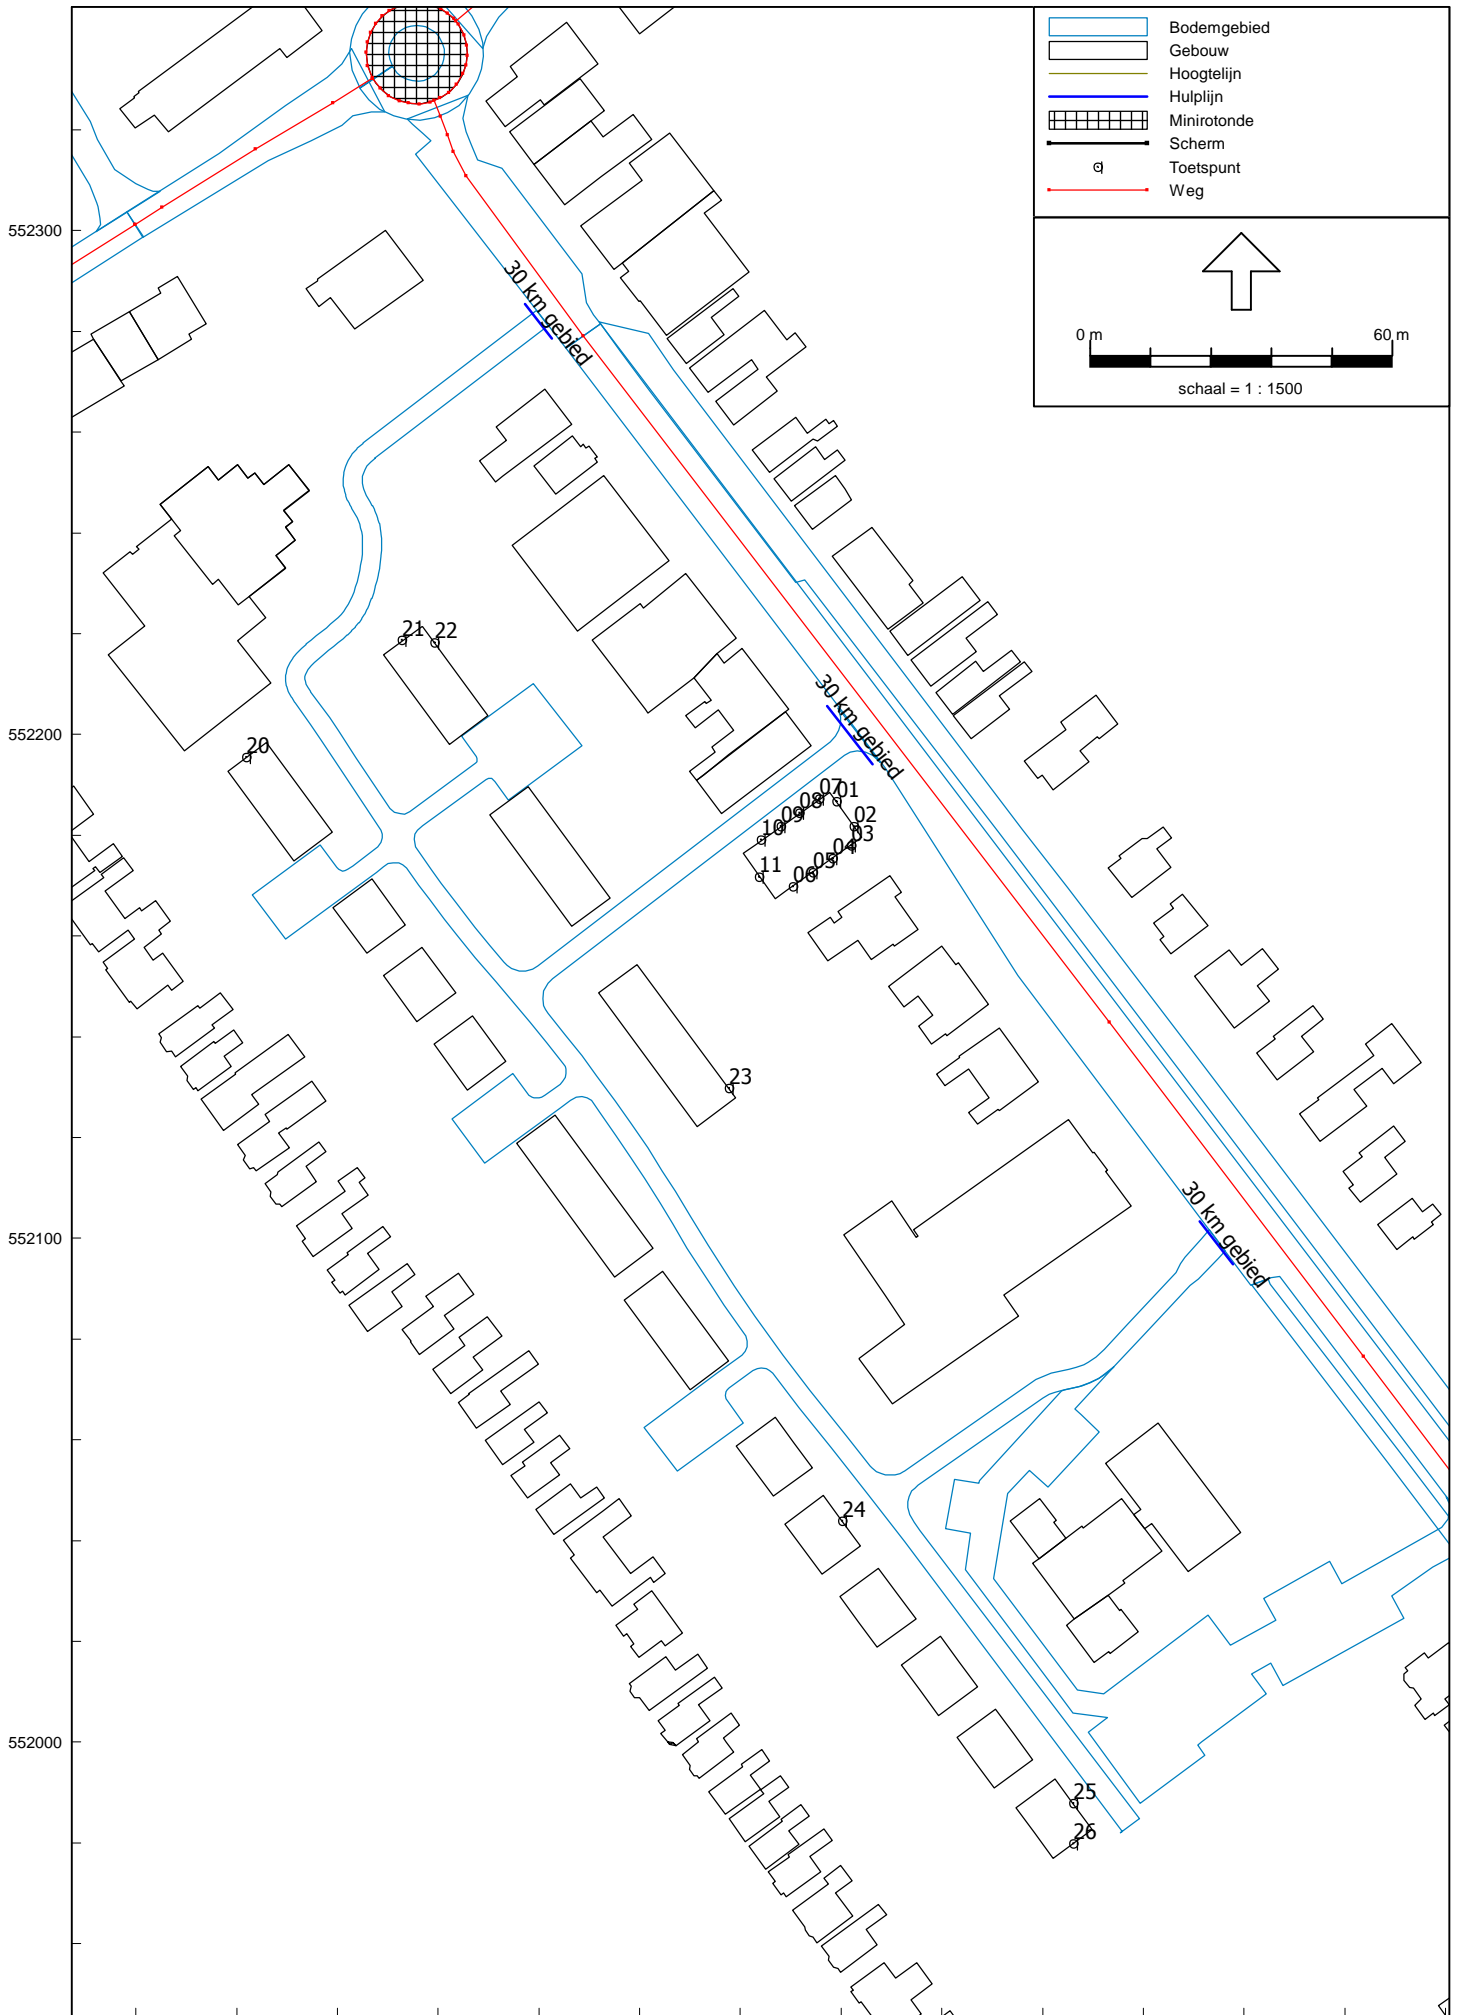 Bodemgebied
Gebouw
Hoogtelijn
Hulplijn
Minirotonde
Scherm
Toetspunt
Weg
0 m
60 m
schaal = 1 : 1500
552300
30 km gebied
21
22
552200
20
30 km gebied
07
01
08
02
09
03
10
04
05
11
06
23
552100
30 km gebied
24
552000
25
26